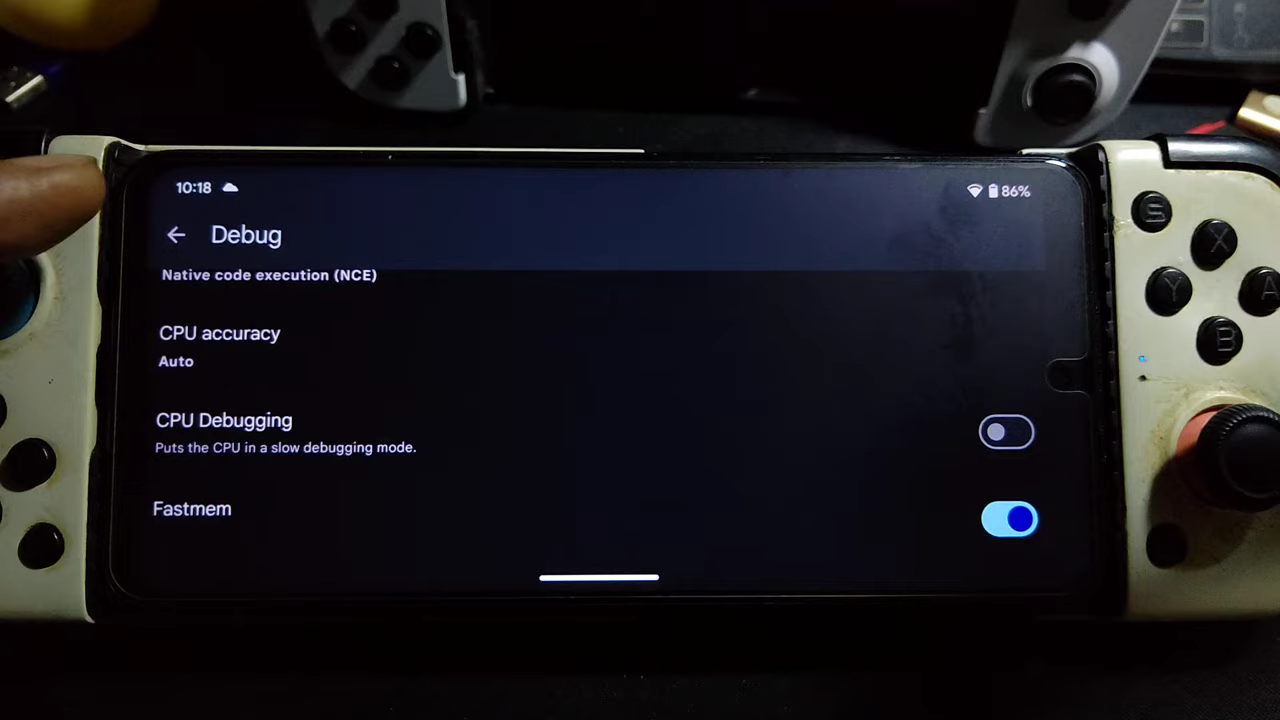 10:18
86%
Debug
Native code execution (NCE)
CPU accuracy
Auto
CPU Debugging
Puts the CPU in a slow debugging mode.
Fastmem
S
X
Y
A
B